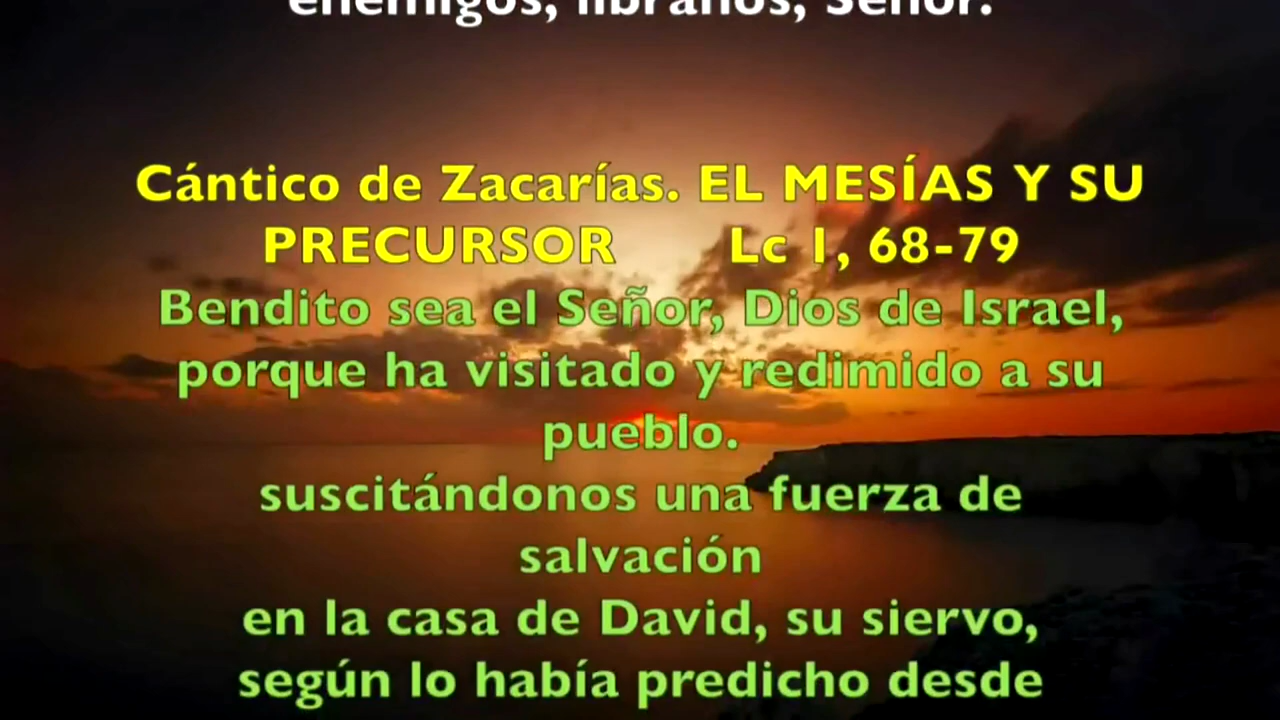 enemigos, líbranos, Señor.
Cántico de Zacarías. EL MESÍAS Y SU
PRECURSOR Lc 1, 68-79
Bendito sea el Señor, Dios de Israel,
porque ha visitado y redimido a su
pueblo.
suscitándonos una fuerza de
salvación
en la casa de David, su siervo,
según lo había predicho desde